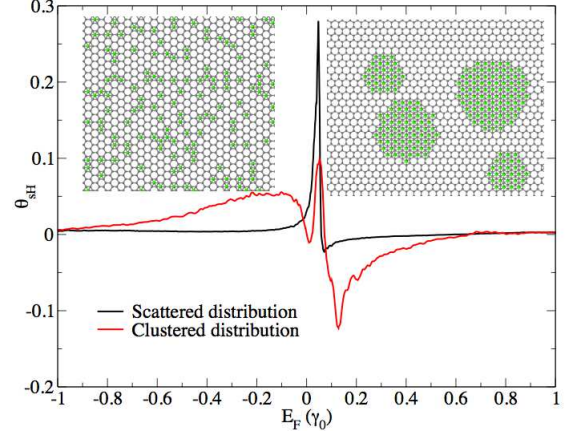 0.3
0.2
0.1
0
-0.1
-0.2
θsH
Scattered distribution
Clustered distribution
-1 -0.8 -0.6 -0.4 -0.2 0 0.2 0.4 0.6 0.8 1
EF (γ0)